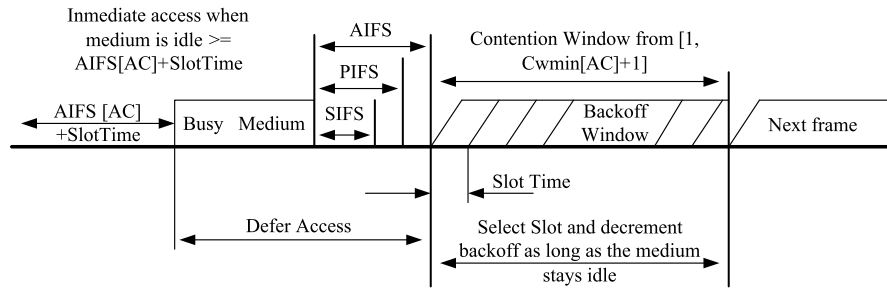 Inmediate access when
medium is idle >=
AIFS[AC]+SlotTime
AIFS
Contention Window from [1,
Cwmin[AC]+1]
PIFS
AIFS [AC]
+SlotTime
Busy Medium
SIFS
Backoff
Window
Next frame
Slot Time
Defer Access
Select Slot and decrement
backoff as long as the medium
stays idle